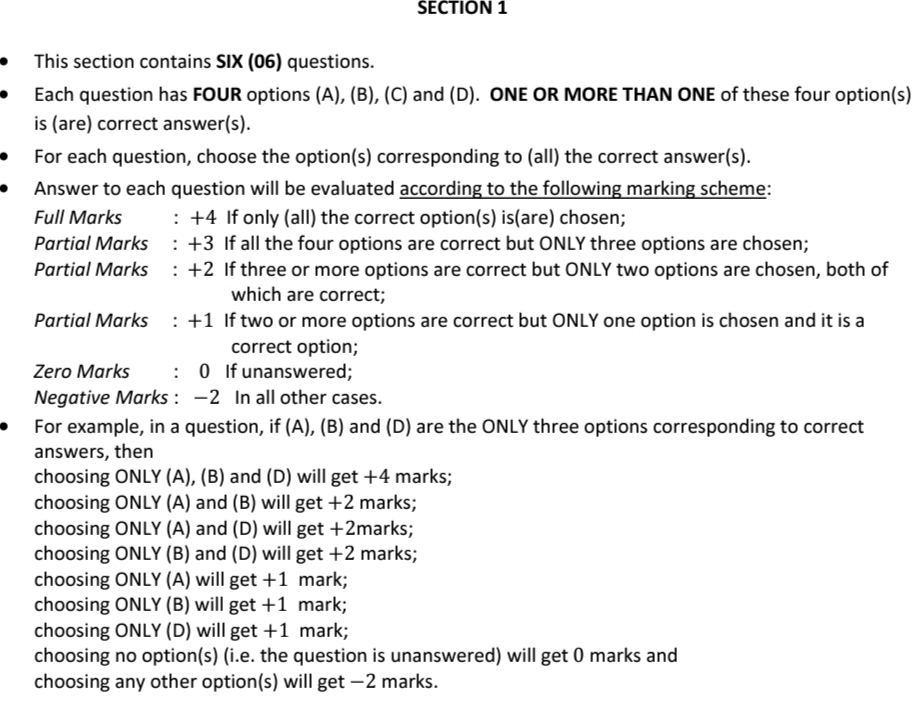 SECTION 1
• This section contains SIX (06) questions.
• Each question has FOUR options (A), (B), (C) and (D). ONE OR MORE THAN ONE of these four option(s)
is (are) correct answer(s).
• For each question, choose the option(s) corresponding to (all) the correct answer(s).
• Answer to each question will be evaluated according to the following marking scheme:
Full Marks : +4 If only (all) the correct option(s) is(are) chosen;
Partial Marks : +3 If all the four options are correct but ONLY three options are chosen;
Partial Marks : +2 If three or more options are correct but ONLY two options are chosen, both of
which are correct;
Partial Marks : +1 If two or more options are correct but ONLY one option is chosen and it is a
correct option;
Zero Marks : 0 If unanswered;
Negative Marks : −2 In all other cases.
• For example, in a question, if (A), (B) and (D) are the ONLY three options corresponding to correct
answers, then
choosing ONLY (A), (B) and (D) will get +4 marks;
choosing ONLY (A) and (B) will get +2 marks;
choosing ONLY (A) and (D) will get +2marks;
choosing ONLY (B) and (D) will get +2 marks;
choosing ONLY (A) will get +1 mark;
choosing ONLY (B) will get +1 mark;
choosing ONLY (D) will get +1 mark;
choosing no option(s) (i.e. the question is unanswered) will get 0 marks and
choosing any other option(s) will get −2 marks.